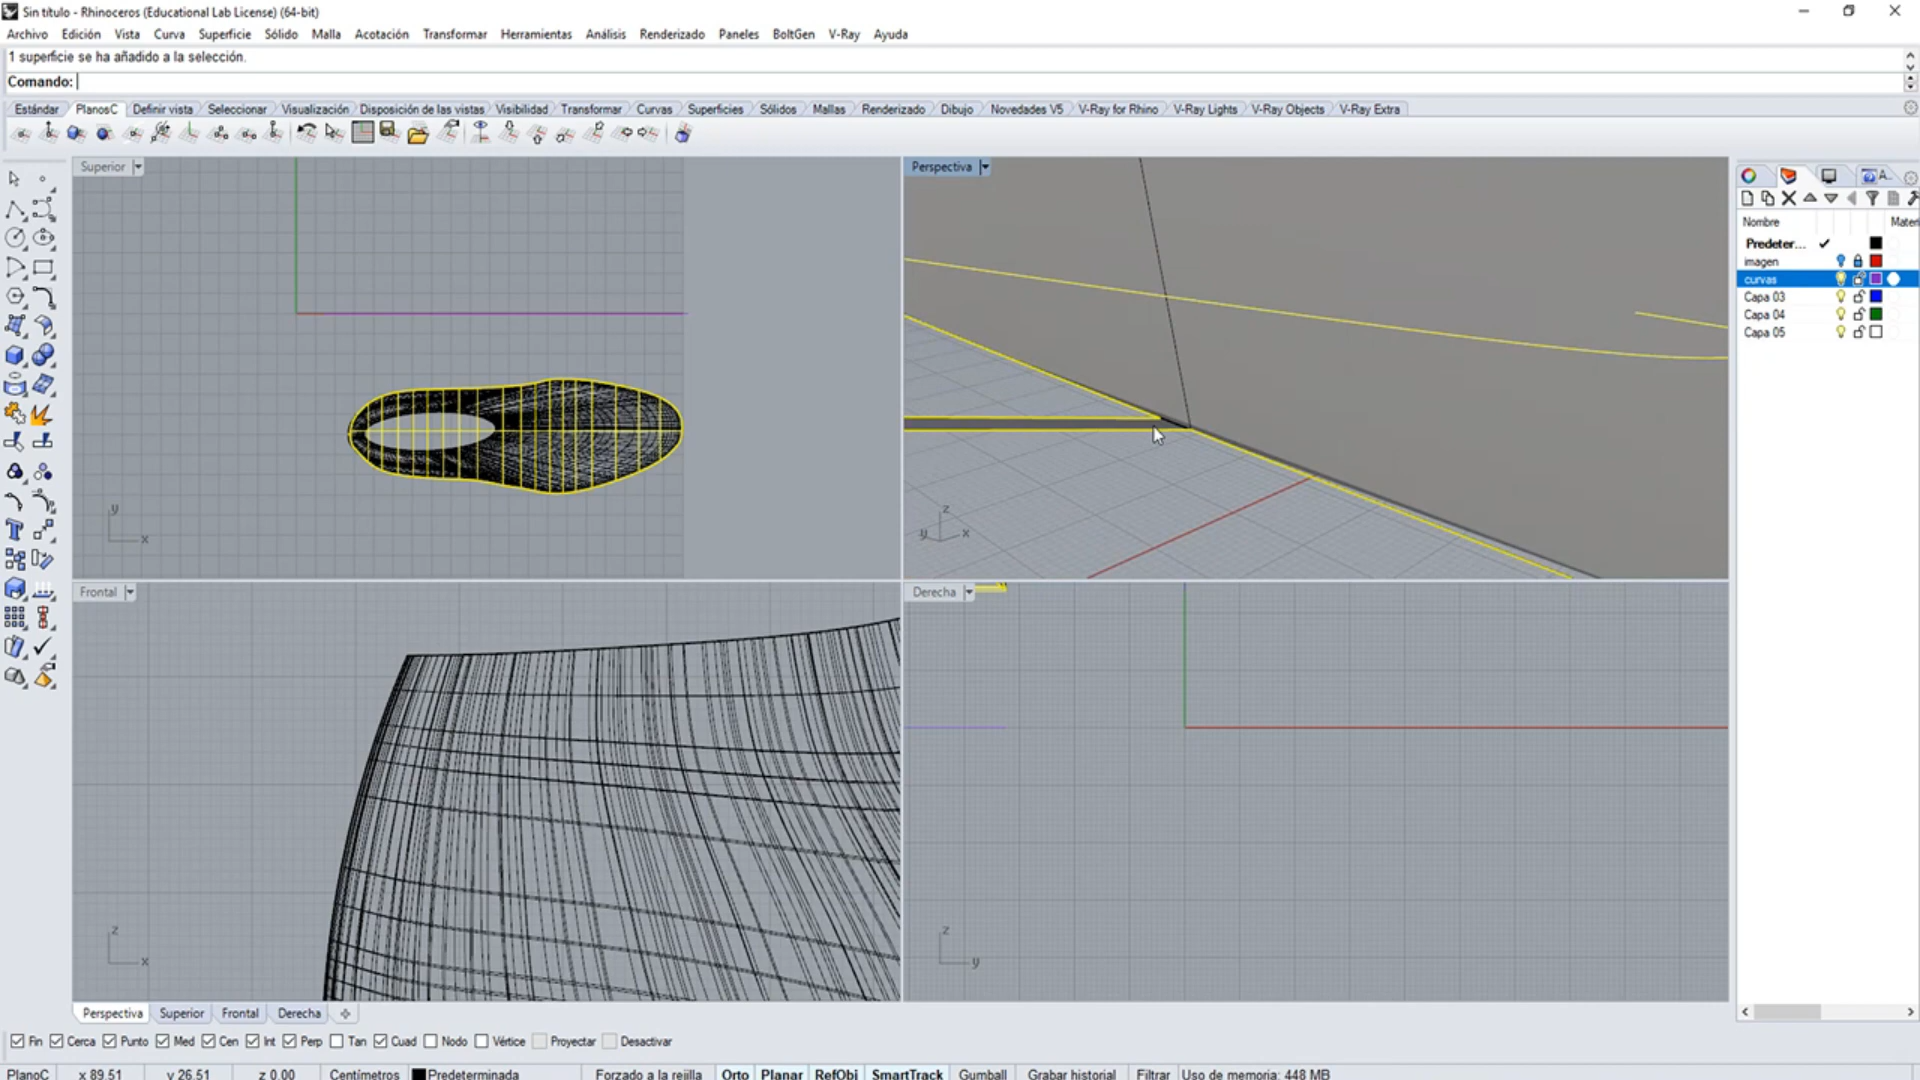 Sin título - Rhinoceros (Educational Lab License) (64-bit)
Archivo Edición Vista Curva Superficie Sólido Malla Acotación Transformar Herramientas Análisis Renderizado Paneles BoltGen V-Ray Ayuda
1 superficie se ha añadido a la selección.
Comando:
Estándar PlanosC Definir vista Seleccionar Visualización Disposición de las vistas Visibilidad Transformar Curvas Superficies Sólidos Mallas Renderizado Dibujo Novedades V5 V-Ray for Rhino V-Ray Lights V-Ray Objects V-Ray Extra
Superior
y
x
Perspectiva
z
y x
Frontal
z
x
Derecha
z
y
A...
Nombre Materi
Predeter...
imagen
curvas
Capa 03
Capa 04
Capa 05
Perspectiva Superior Frontal Derecha
Fin Cerca Punto Med Cen Int Perp Tan Cuad Nodo Vértice Proyectar Desactivar
PlanoC x 89.51 y 26.51 z 0.00 Centímetros Predeterminada Forzado a la rejilla Orto Planar RefObj SmartTrack Gumball Grabar historial Filtrar Uso de memoria: 448 MB